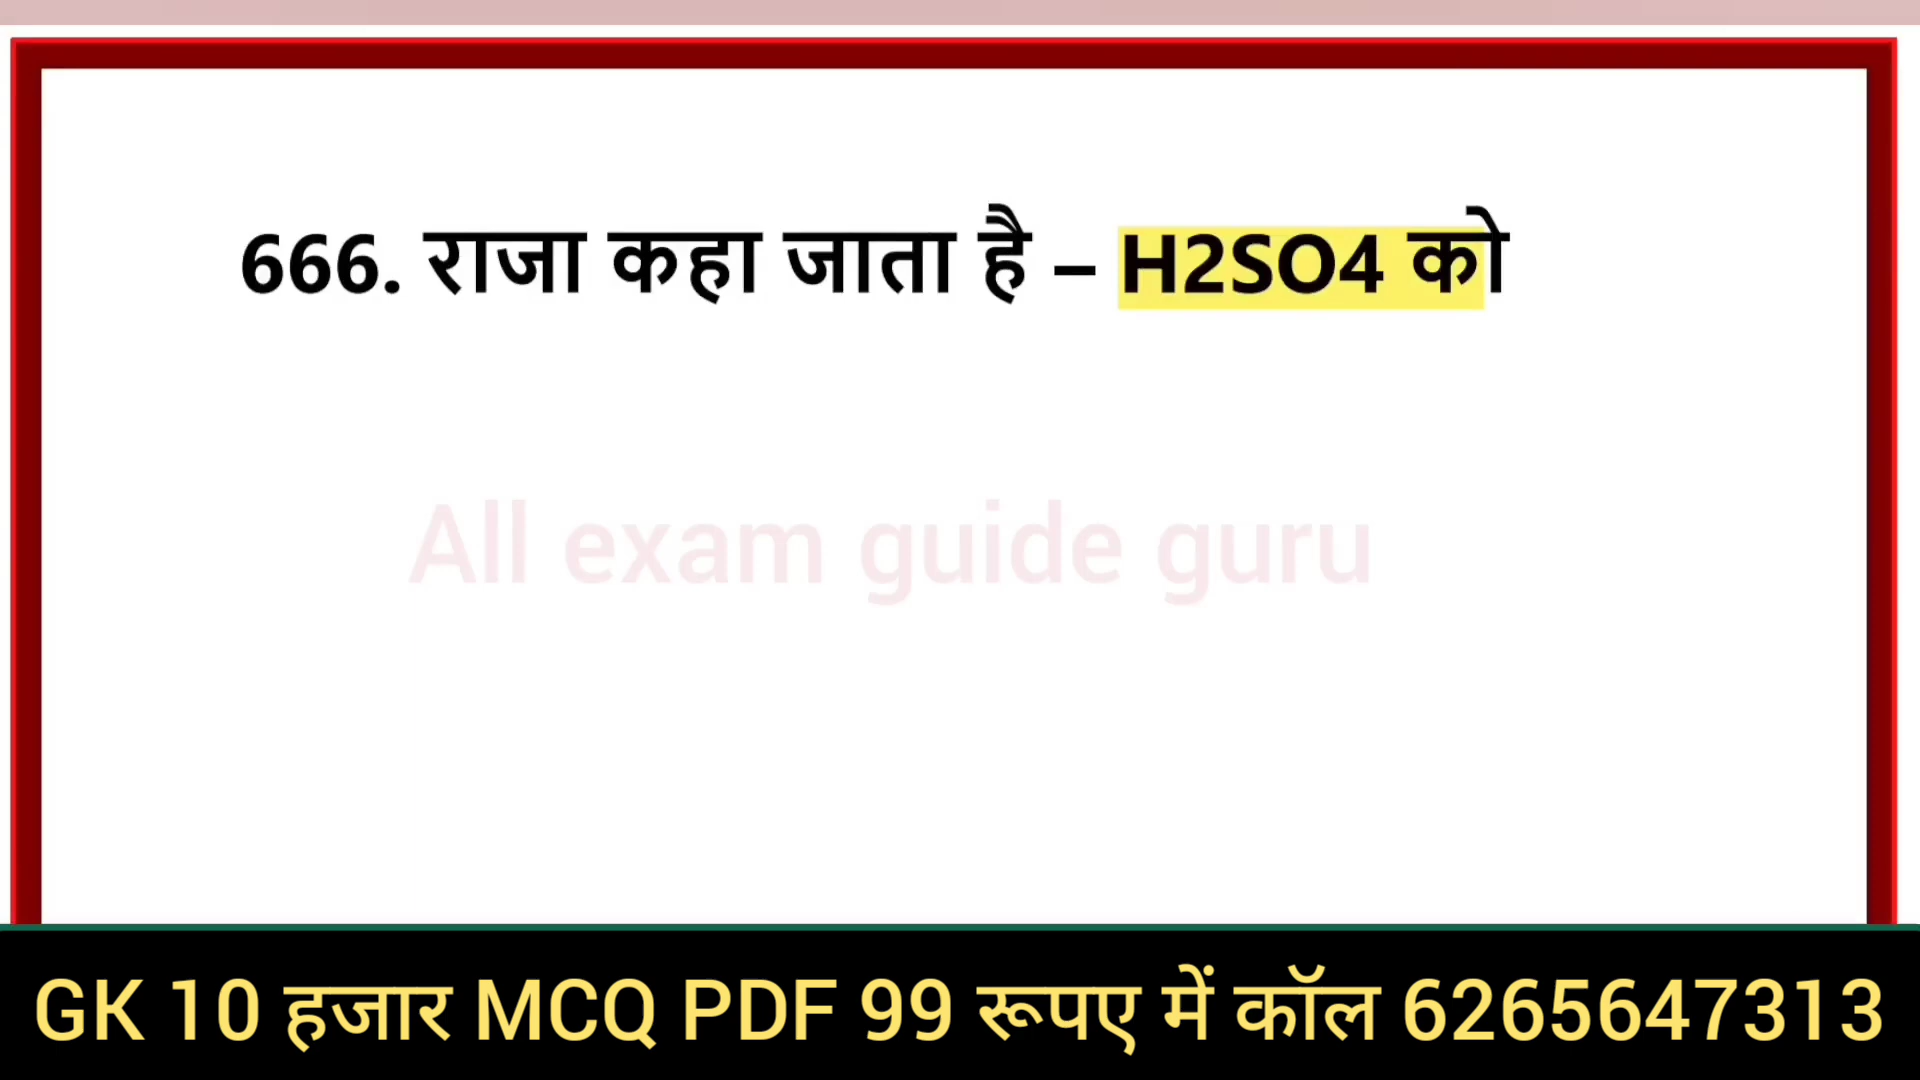 666. राजा कहा जाता है – H2SO4 को
All exam guide guru
GK 10 हजार MCQ PDF 99 रूपए में कॉल 6265647313